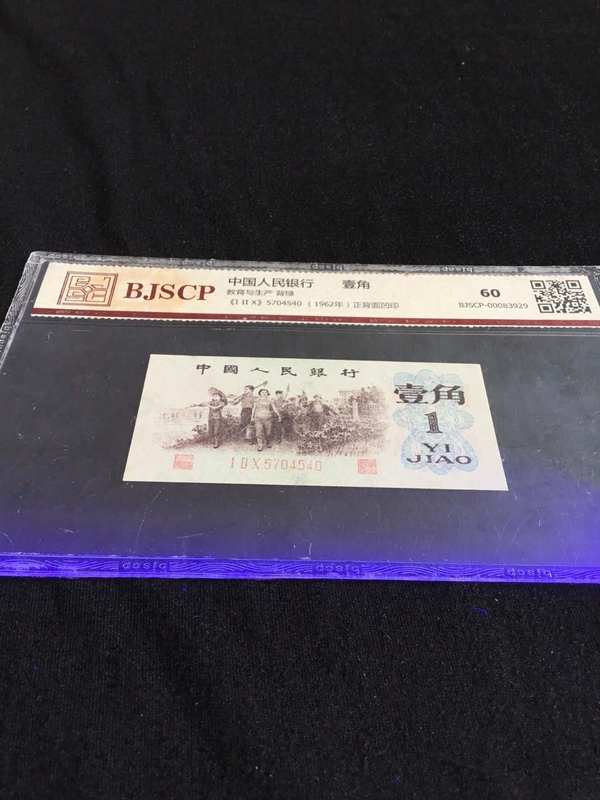 BJSCP
中国人民银行 壹角
教育与生产 背绿
《I II X》5704540 (1962年) 正背面凹印
60
BJSCP-00083929
中國人民銀行
壹角
1
YI
JIAO
I II X 5704540